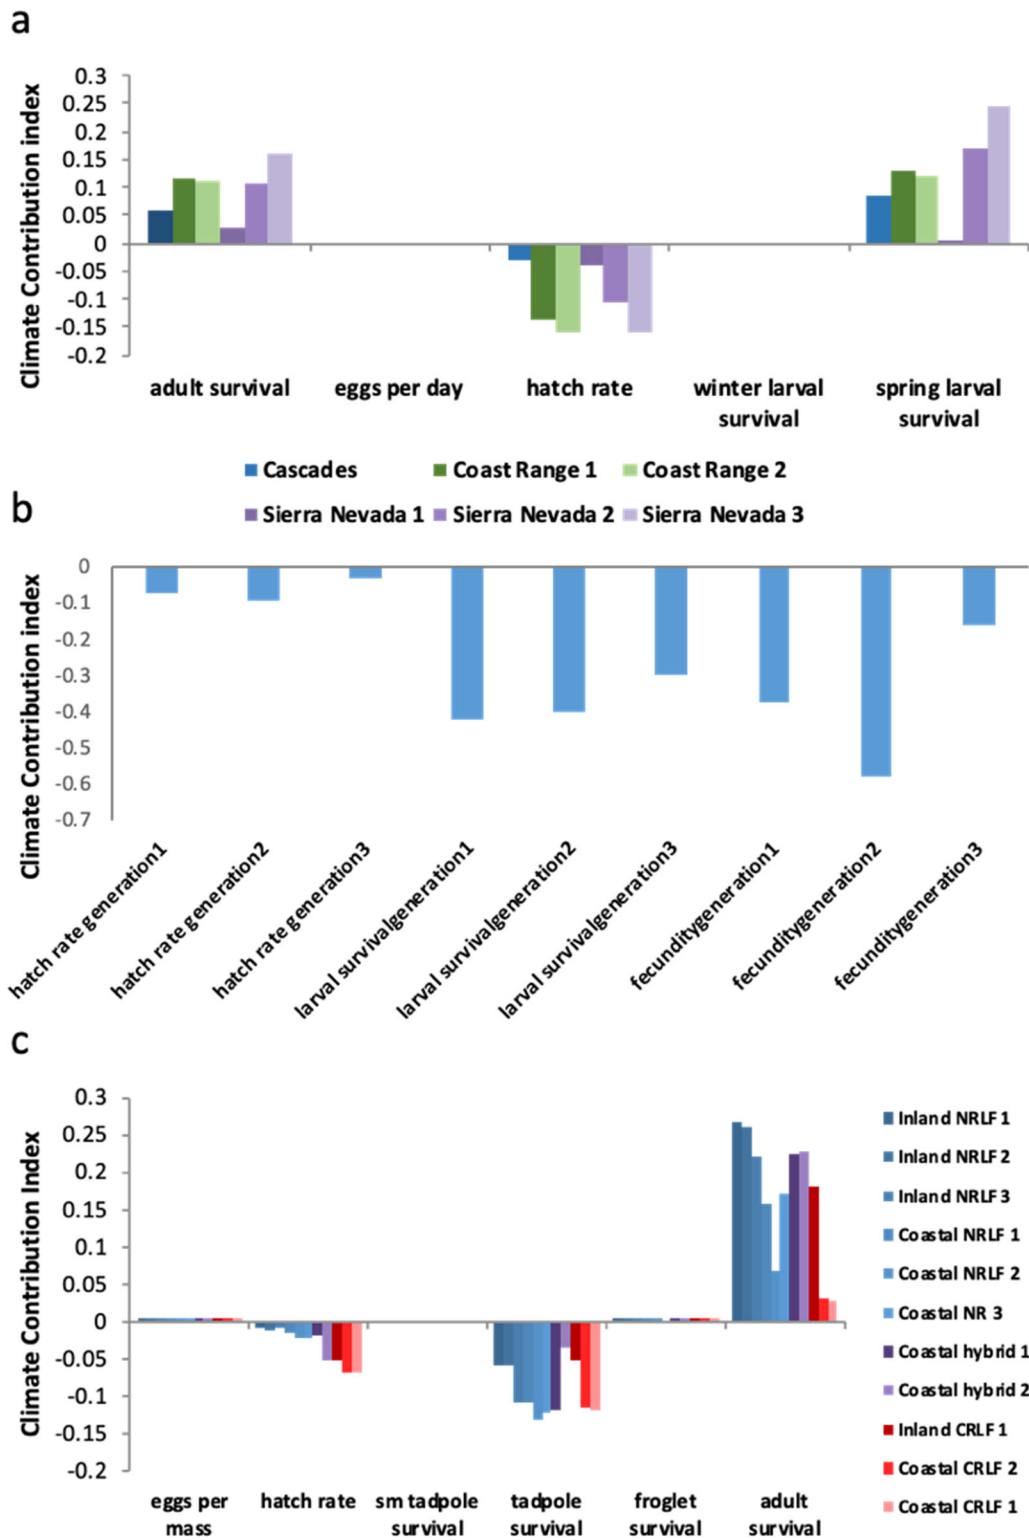 a
Climate Contribution index
0.3
0.25
0.2
0.15
0.1
0.05
0
-0.05
-0.1
-0.15
-0.2
adult survival
eggs per day
hatch rate
winter larval
survival
spring larval
survival
Cascades
Coast Range 1
Coast Range 2
Sierra Nevada 1
Sierra Nevada 2
Sierra Nevada 3
b
Climate Contribution index
0
-0.1
-0.2
-0.3
-0.4
-0.5
-0.6
-0.7
hatch rate generation1
hatch rate generation2
hatch rate generation3
larval survivalgeneration1
larval survivalgeneration2
larval survivalgeneration3
fecunditygeneration1
fecunditygeneration2
fecunditygeneration3
c
Climate Contribution Index
0.3
0.25
0.2
0.15
0.1
0.05
0
-0.05
-0.1
-0.15
-0.2
eggs per
mass
hatch rate
sm tadpole
survival
tadpole
survival
froglet
survival
adult
survival
Inland NRLF 1
Inland NRLF 2
Inland NRLF 3
Coastal NRLF 1
Coastal NRLF 2
Coastal NR 3
Coastal hybrid 1
Coastal hybrid 2
Inland CRLF 1
Coastal CRLF 2
Coastal CRLF 1